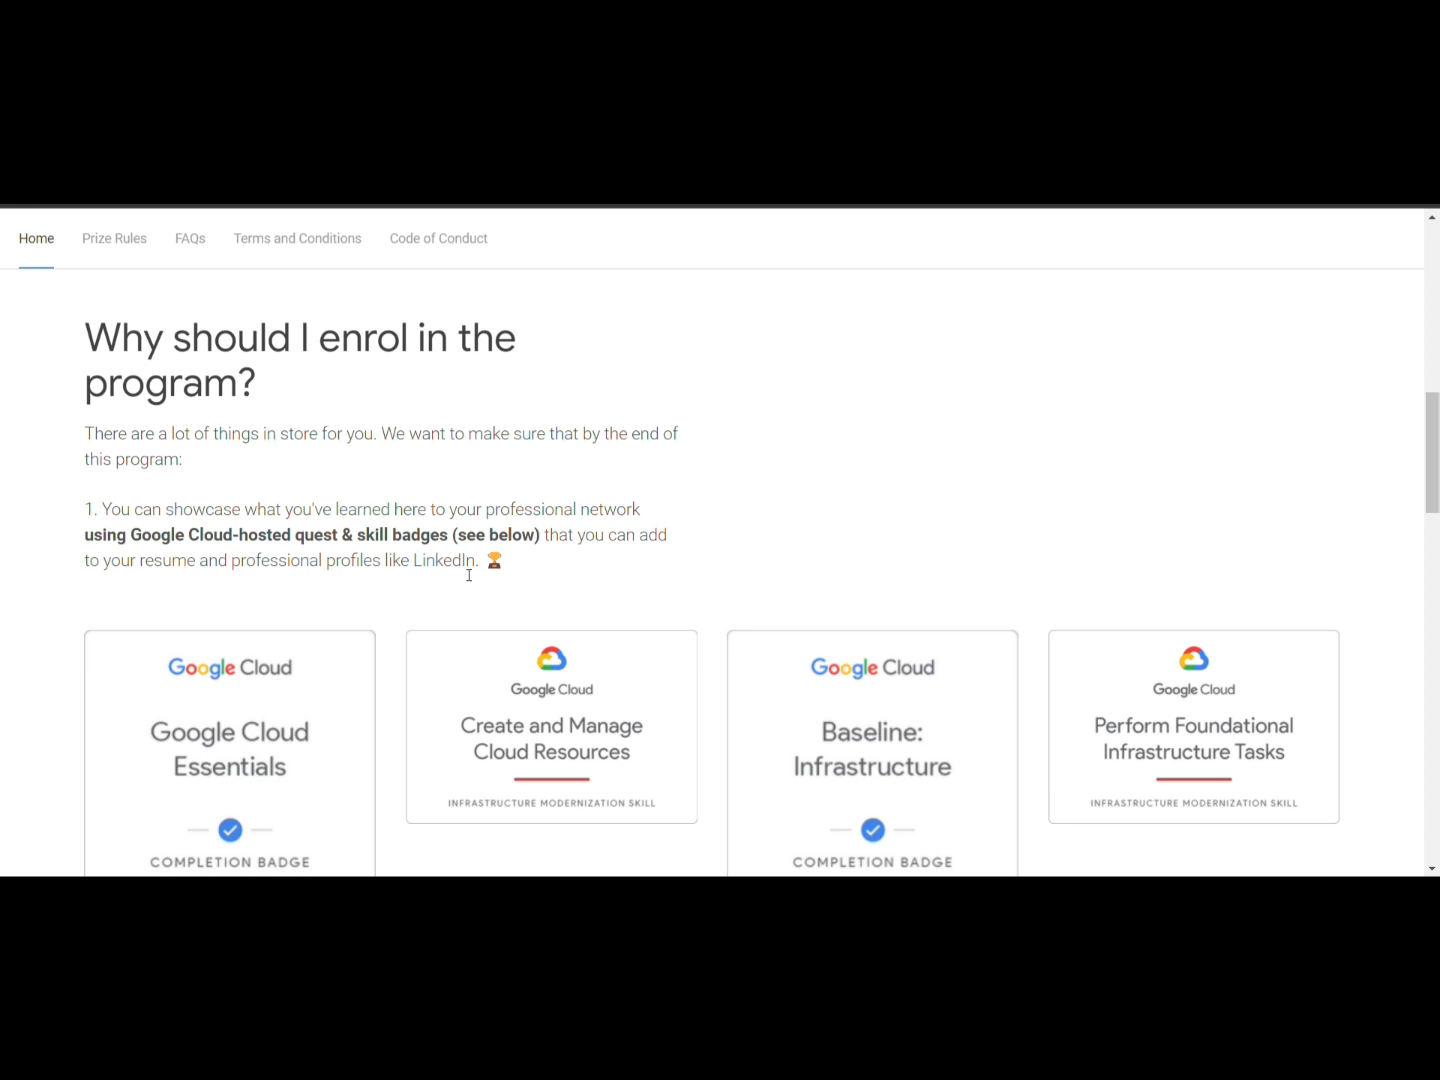 Home Prize Rules FAQs Terms and Conditions Code of Conduct
Why should I enrol in the
program?
There are a lot of things in store for you. We want to make sure that by the end of
this program:
1. You can showcase what you've learned here to your professional network
using Google Cloud-hosted quest & skill badges (see below) that you can add
to your resume and professional profiles like LinkedIn. 🏆
Google Cloud
Google Cloud
Essentials
COMPLETION BADGE
Google Cloud
Create and Manage
Cloud Resources
INFRASTRUCTURE MODERNIZATION SKILL
Google Cloud
Baseline:
Infrastructure
COMPLETION BADGE
Google Cloud
Perform Foundational
Infrastructure Tasks
INFRASTRUCTURE MODERNIZATION SKILL